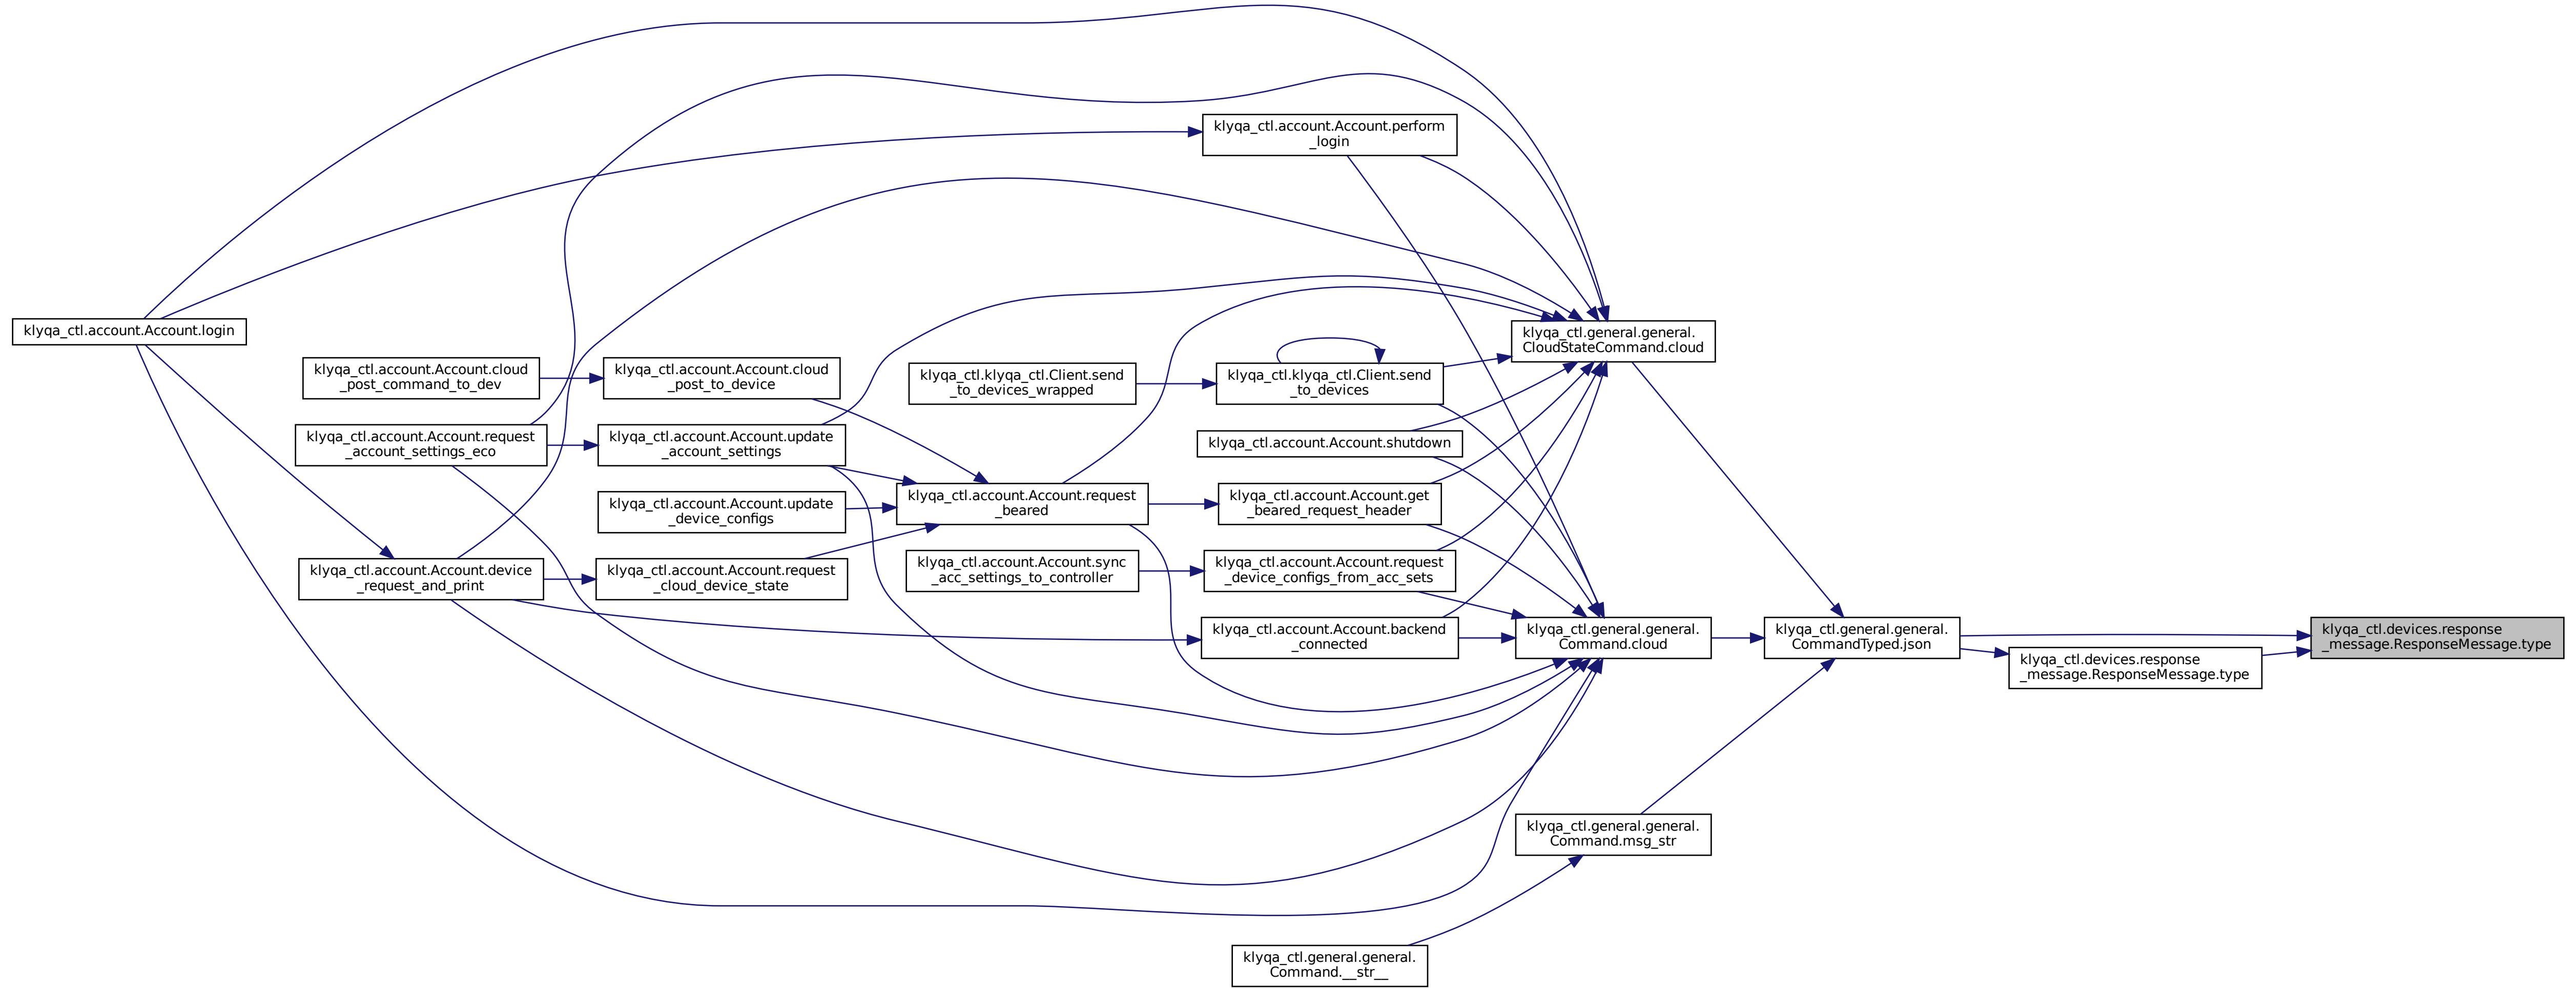 klyqa_ctl.account.Account.perform
_login
klyqa_ctl.account.Account.login
klyqa_ctl.general.general.
CloudStateCommand.cloud
klyqa_ctl.account.Account.cloud
_post_command_to_dev
klyqa_ctl.account.Account.cloud
_post_to_device
klyqa_ctl.klyqa_ctl.Client.send
_to_devices_wrapped
klyqa_ctl.klyqa_ctl.Client.send
_to_devices
klyqa_ctl.account.Account.request
_account_settings_eco
klyqa_ctl.account.Account.update
_account_settings
klyqa_ctl.account.Account.shutdown
klyqa_ctl.account.Account.update
_device_configs
klyqa_ctl.account.Account.request
_beared
klyqa_ctl.account.Account.get
_beared_request_header
klyqa_ctl.account.Account.device
_request_and_print
klyqa_ctl.account.Account.request
_cloud_device_state
klyqa_ctl.account.Account.sync
_acc_settings_to_controller
klyqa_ctl.account.Account.request
_device_configs_from_acc_sets
klyqa_ctl.account.Account.backend
_connected
klyqa_ctl.general.general.
Command.cloud
klyqa_ctl.general.general.
CommandTyped.json
klyqa_ctl.devices.response
_message.ResponseMessage.type
klyqa_ctl.devices.response
_message.ResponseMessage.type
klyqa_ctl.general.general.
Command.msg_str
klyqa_ctl.general.general.
Command.__str__